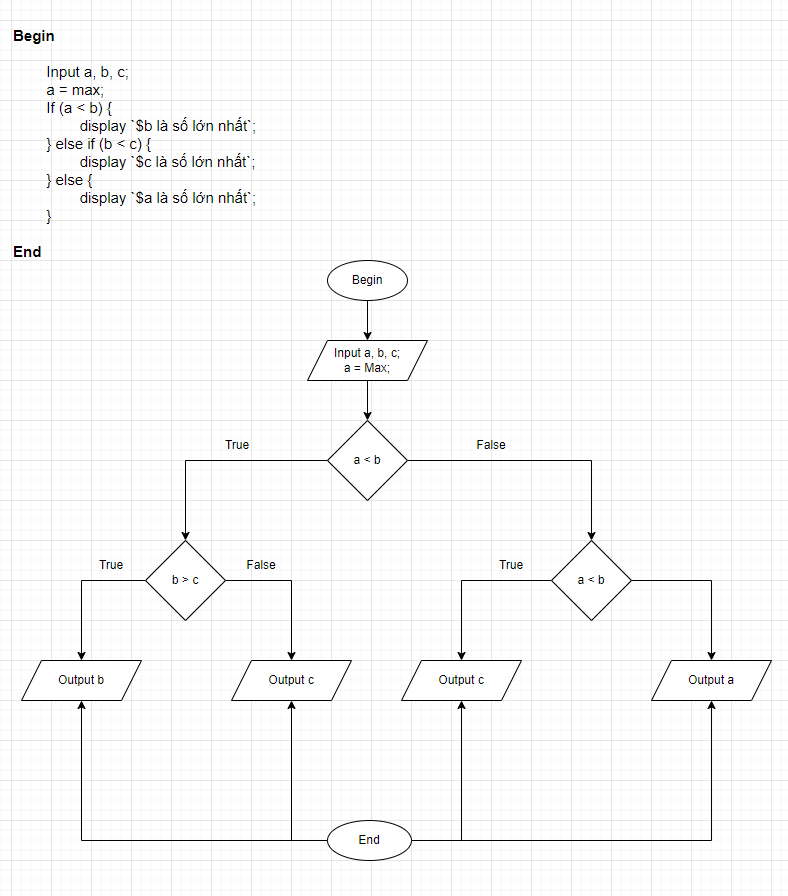 Begin
Input a, b, c;
a = max;
If (a < b) {
display `$b là số lớn nhất`;
} else if (b < c) {
display `$c là số lớn nhất`;
} else {
display `$a là số lớn nhất`;
}
End
Begin
Input a, b, c;
a = Max;
True
False
a < b
True
False
True
b > c
a < b
Output b
Output c
Output c
Output a
End